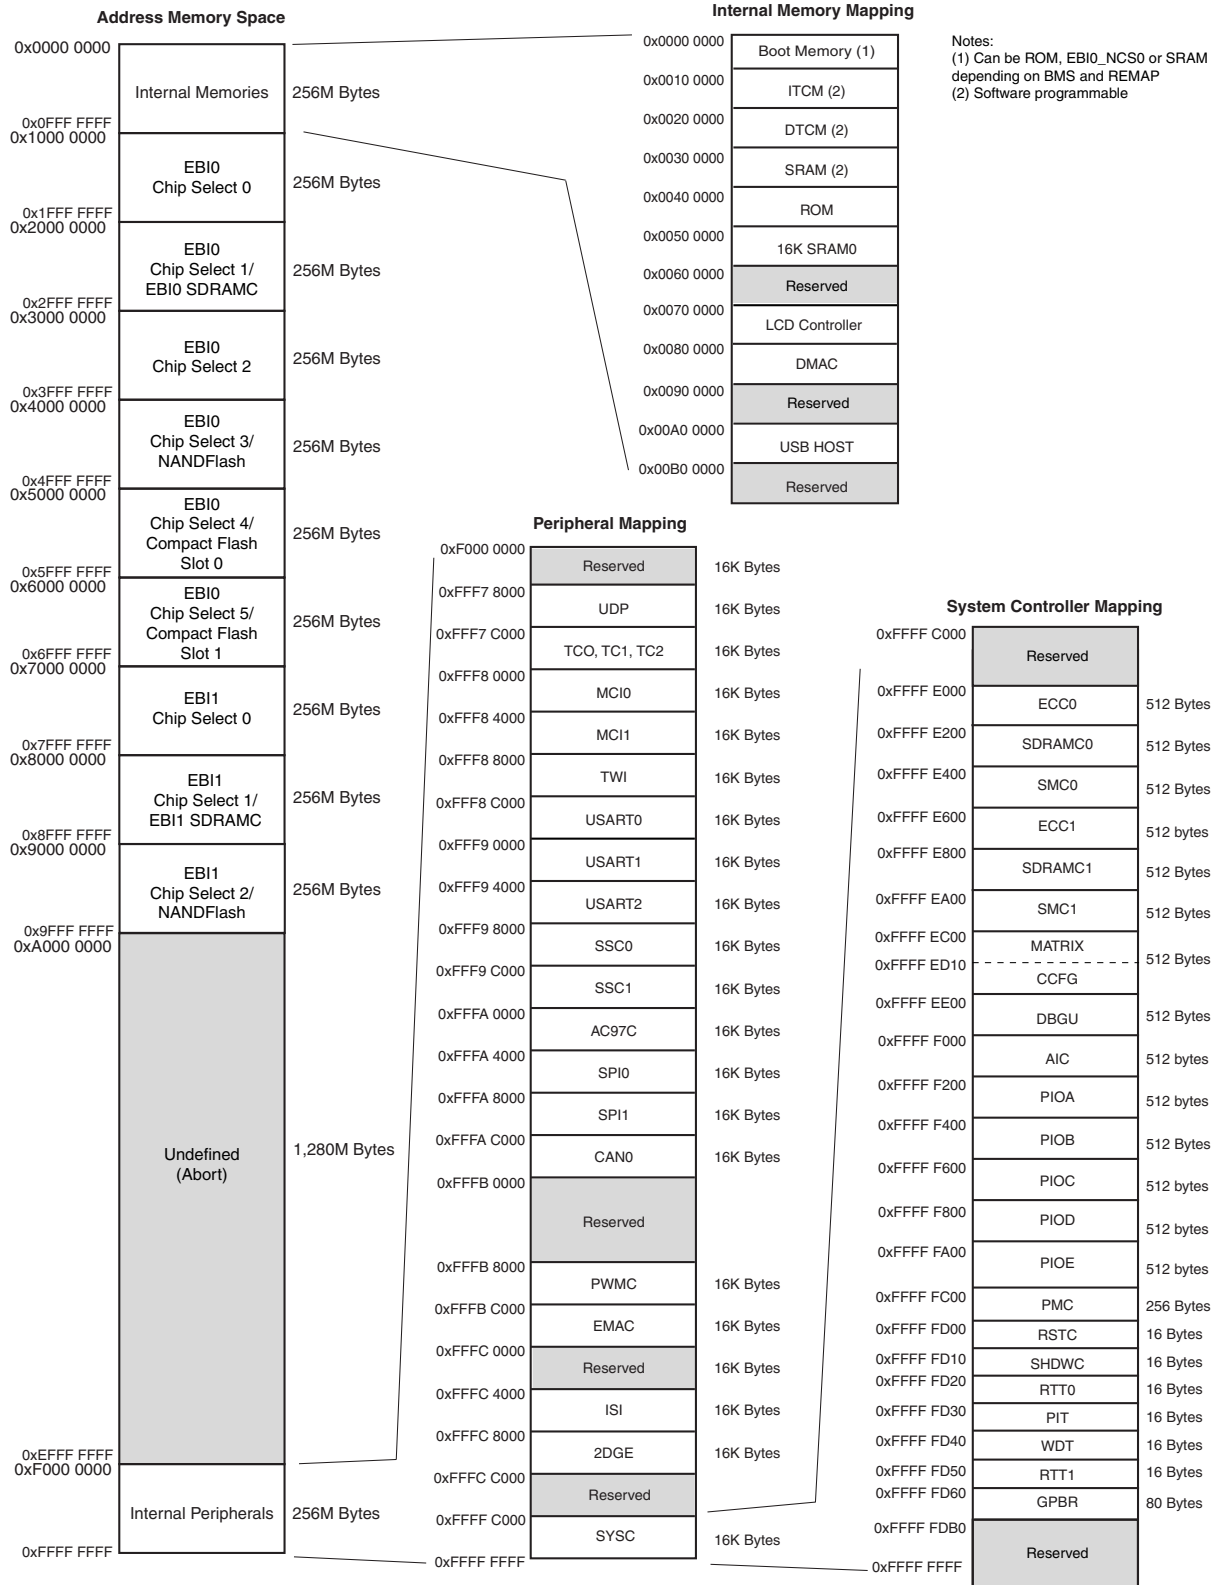 Address Memory Space
0x0000 0000
Internal Memories
256M Bytes
0x0FFF FFFF
0x1000 0000
EBI0
Chip Select 0
256M Bytes
0x1FFF FFFF
0x2000 0000
EBI0
Chip Select 1/
EBI0 SDRAMC
256M Bytes
0x2FFF FFFF
0x3000 0000
EBI0
Chip Select 2
256M Bytes
0x3FFF FFFF
0x4000 0000
EBI0
Chip Select 3/
NANDFlash
256M Bytes
0x4FFF FFFF
0x5000 0000
EBI0
Chip Select 4/
Compact Flash
Slot 0
256M Bytes
0x5FFF FFFF
0x6000 0000
EBI0
Chip Select 5/
Compact Flash
Slot 1
256M Bytes
0x6FFF FFFF
0x7000 0000
EBI1
Chip Select 0
256M Bytes
0x7FFF FFFF
0x8000 0000
EBI1
Chip Select 1/
EBI1 SDRAMC
256M Bytes
0x8FFF FFFF
0x9000 0000
EBI1
Chip Select 2/
NANDFlash
256M Bytes
0x9FFF FFFF
0xA000 0000
Undefined
(Abort)
1,280M Bytes
0xEFFF FFFF
0xF000 0000
Internal Peripherals
256M Bytes
0xFFFF FFFF
Internal Memory Mapping
0x0000 0000
Boot Memory (1)
0x0010 0000
ITCM (2)
0x0020 0000
DTCM (2)
0x0030 0000
SRAM (2)
0x0040 0000
ROM
0x0050 0000
16K SRAM0
0x0060 0000
Reserved
0x0070 0000
LCD Controller
0x0080 0000
DMAC
0x0090 0000
Reserved
0x00A0 0000
USB HOST
0x00B0 0000
Reserved
Notes:
(1) Can be ROM, EBI0_NCS0 or SRAM
depending on BMS and REMAP
(2) Software programmable
Peripheral Mapping
0xF000 0000
Reserved
16K Bytes
0xFFF7 8000
UDP
16K Bytes
0xFFF7 C000
TCO, TC1, TC2
16K Bytes
0xFFF8 0000
MCI0
16K Bytes
0xFFF8 4000
MCI1
16K Bytes
0xFFF8 8000
TWI
16K Bytes
0xFFF8 C000
USART0
16K Bytes
0xFFF9 0000
USART1
16K Bytes
0xFFF9 4000
USART2
16K Bytes
0xFFF9 8000
SSC0
16K Bytes
0xFFF9 C000
SSC1
16K Bytes
0xFFFA 0000
AC97C
16K Bytes
0xFFFA 4000
SPI0
16K Bytes
0xFFFA 8000
SPI1
16K Bytes
0xFFFA C000
CAN0
16K Bytes
0xFFFB 0000
Reserved
0xFFFB 8000
PWMC
16K Bytes
0xFFFB C000
EMAC
16K Bytes
0xFFFC 0000
Reserved
16K Bytes
0xFFFC 4000
ISI
16K Bytes
0xFFFC 8000
2DGE
16K Bytes
0xFFFC C000
Reserved
0xFFFF C000
SYSC
16K Bytes
0xFFFF FFFF
System Controller Mapping
0xFFFF C000
Reserved
0xFFFF E000
ECC0
512 Bytes
0xFFFF E200
SDRAMC0
512 Bytes
0xFFFF E400
SMC0
512 Bytes
0xFFFF E600
ECC1
512 bytes
0xFFFF E800
SDRAMC1
512 Bytes
0xFFFF EA00
SMC1
512 Bytes
0xFFFF EC00
MATRIX
512 Bytes
0xFFFF ED10
CCFG
0xFFFF EE00
DBGU
512 Bytes
0xFFFF F000
AIC
512 bytes
0xFFFF F200
PIOA
512 bytes
0xFFFF F400
PIOB
512 Bytes
0xFFFF F600
PIOC
512 bytes
0xFFFF F800
PIOD
512 bytes
0xFFFF FA00
PIOE
512 bytes
0xFFFF FC00
PMC
256 Bytes
0xFFFF FD00
RSTC
16 Bytes
0xFFFF FD10
SHDWC
16 Bytes
0xFFFF FD20
RTT0
16 Bytes
0xFFFF FD30
PIT
16 Bytes
0xFFFF FD40
WDT
16 Bytes
0xFFFF FD50
RTT1
16 Bytes
0xFFFF FD60
GPBR
80 Bytes
0xFFFF FDB0
Reserved
0xFFFF FFFF